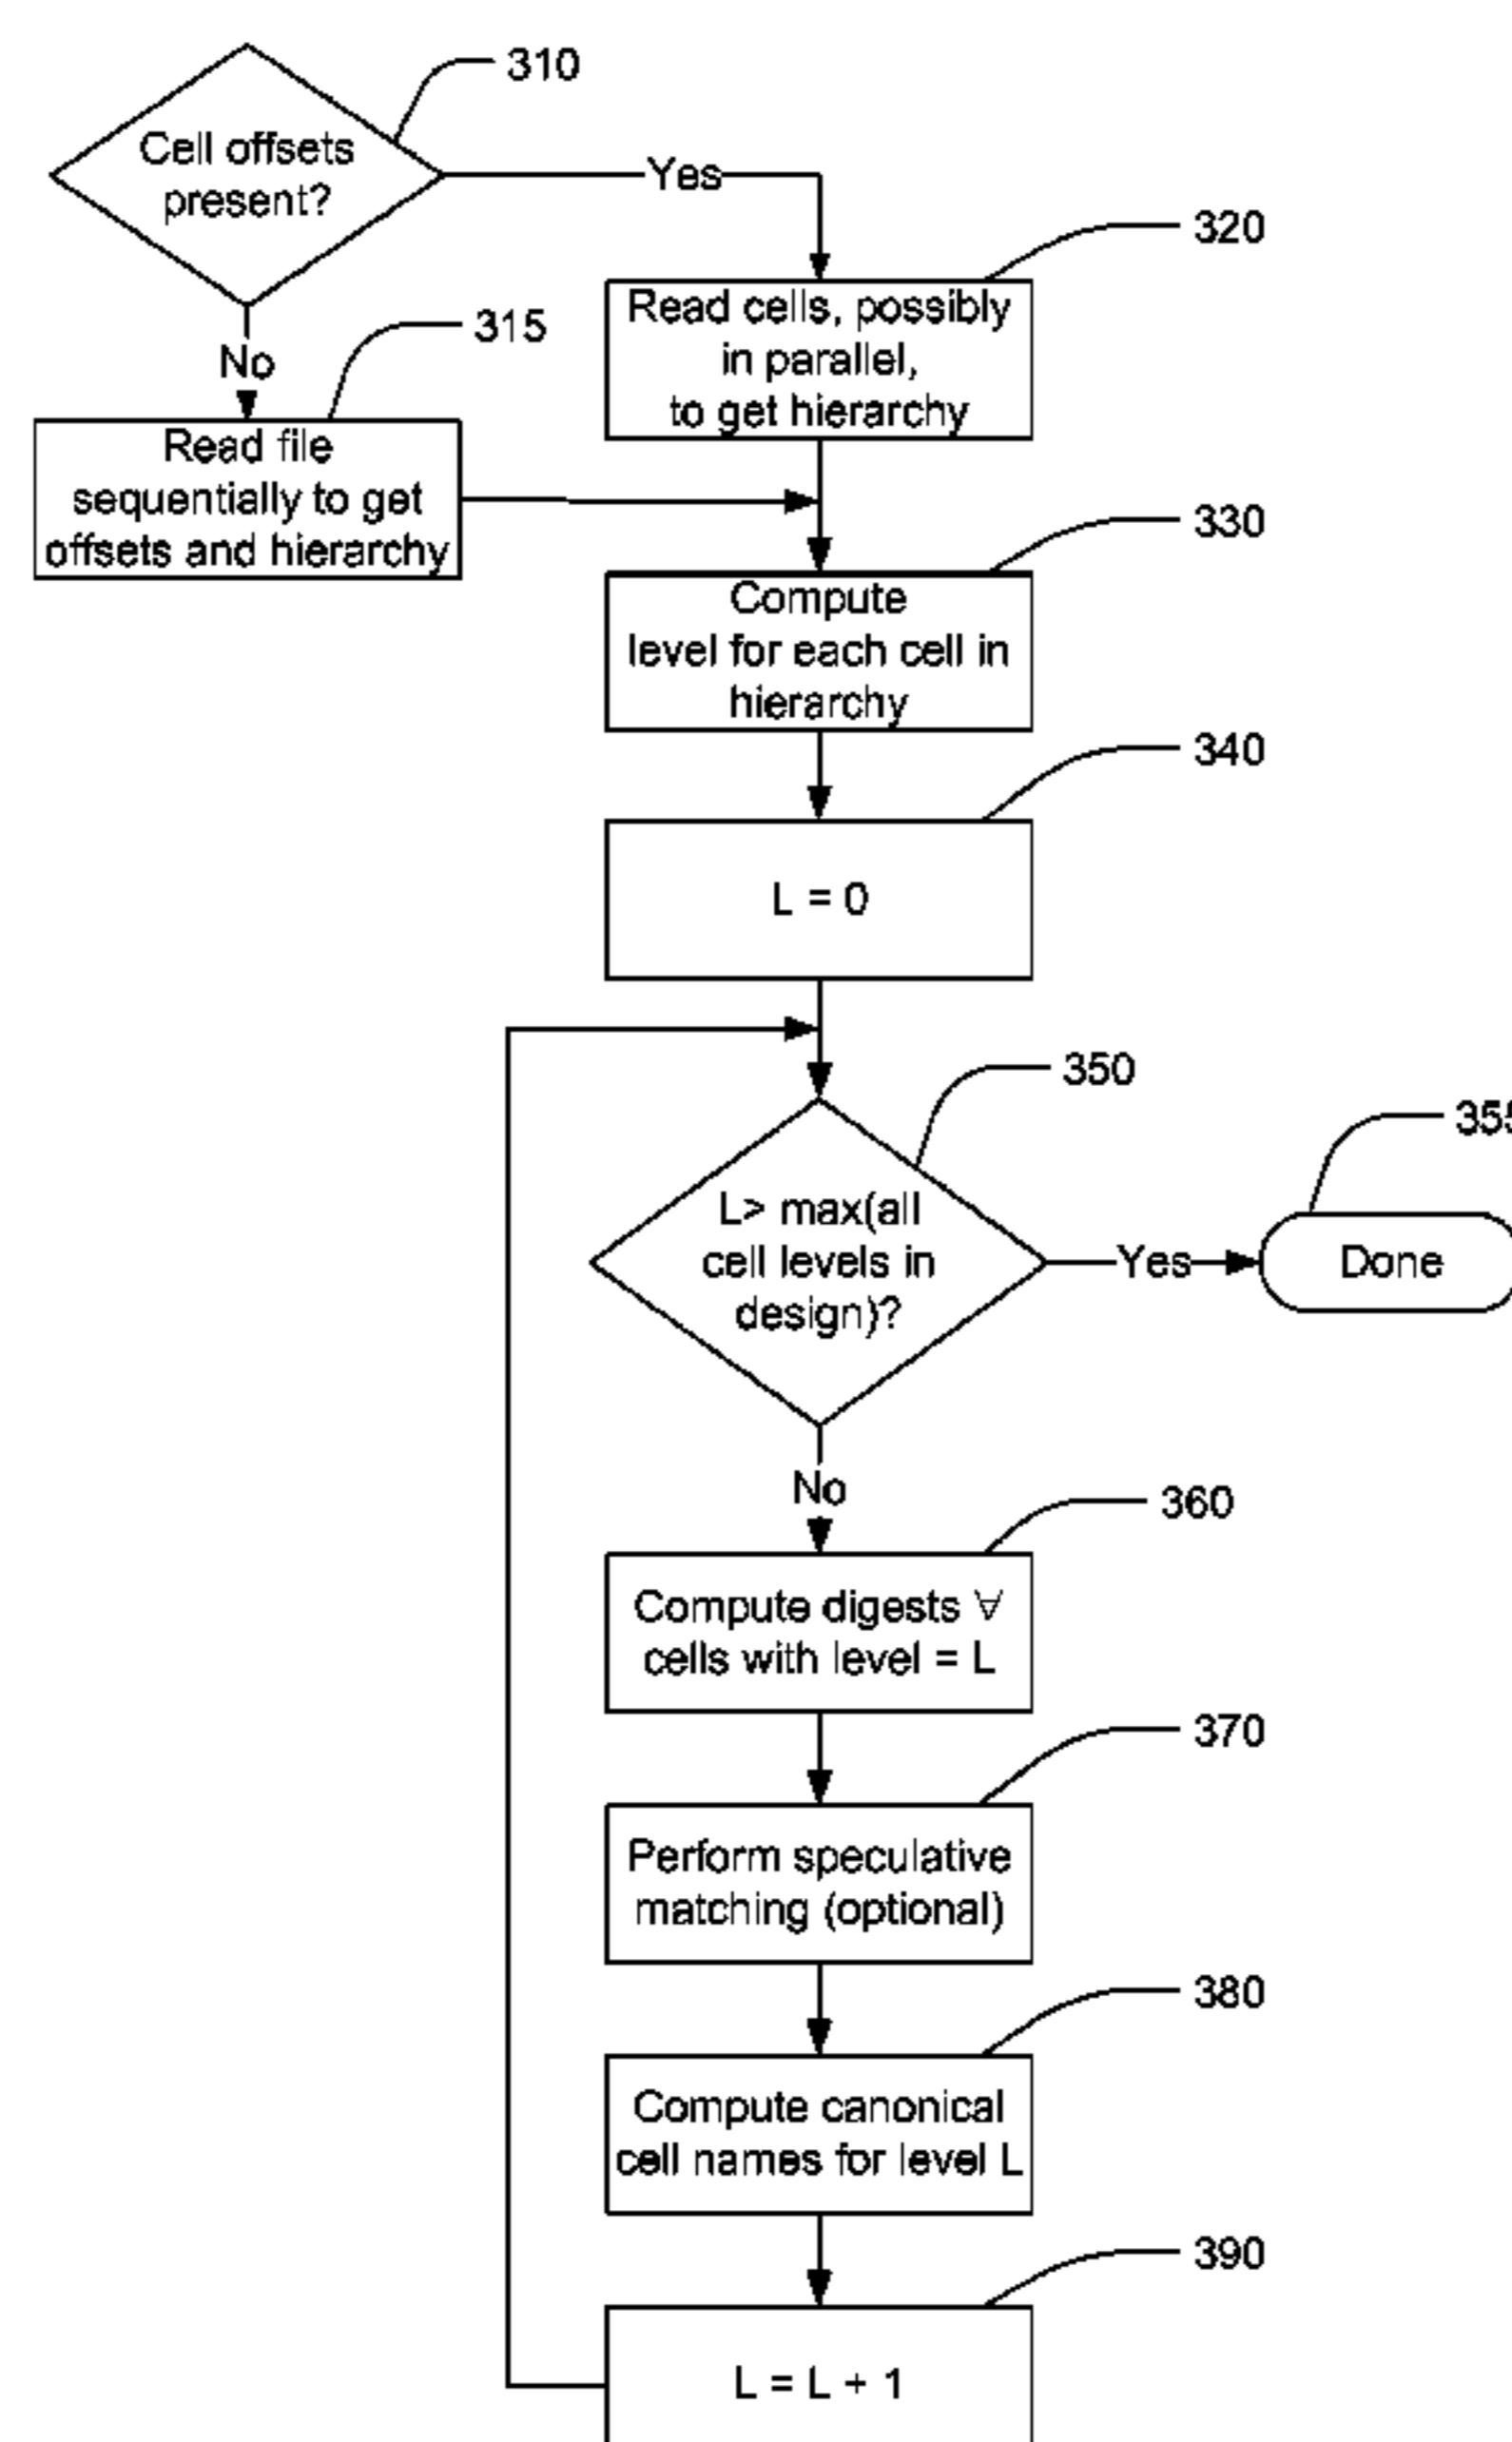 310
Cell offsets
present?
Yes
320
Read cells, possibly
in parallel,
to get hierarchy
315
No
Read file
sequentially to get
offsets and hierarchy
330
Compute
level for each cell in
hierarchy
340
L = 0
350
355
L> max(all
cell levels in
design)?
Yes
Done
No
360
Compute digests ∀
cells with level = L
370
Perform speculative
matching (optional)
380
Compute canonical
cell names for level L
390
L = L + 1